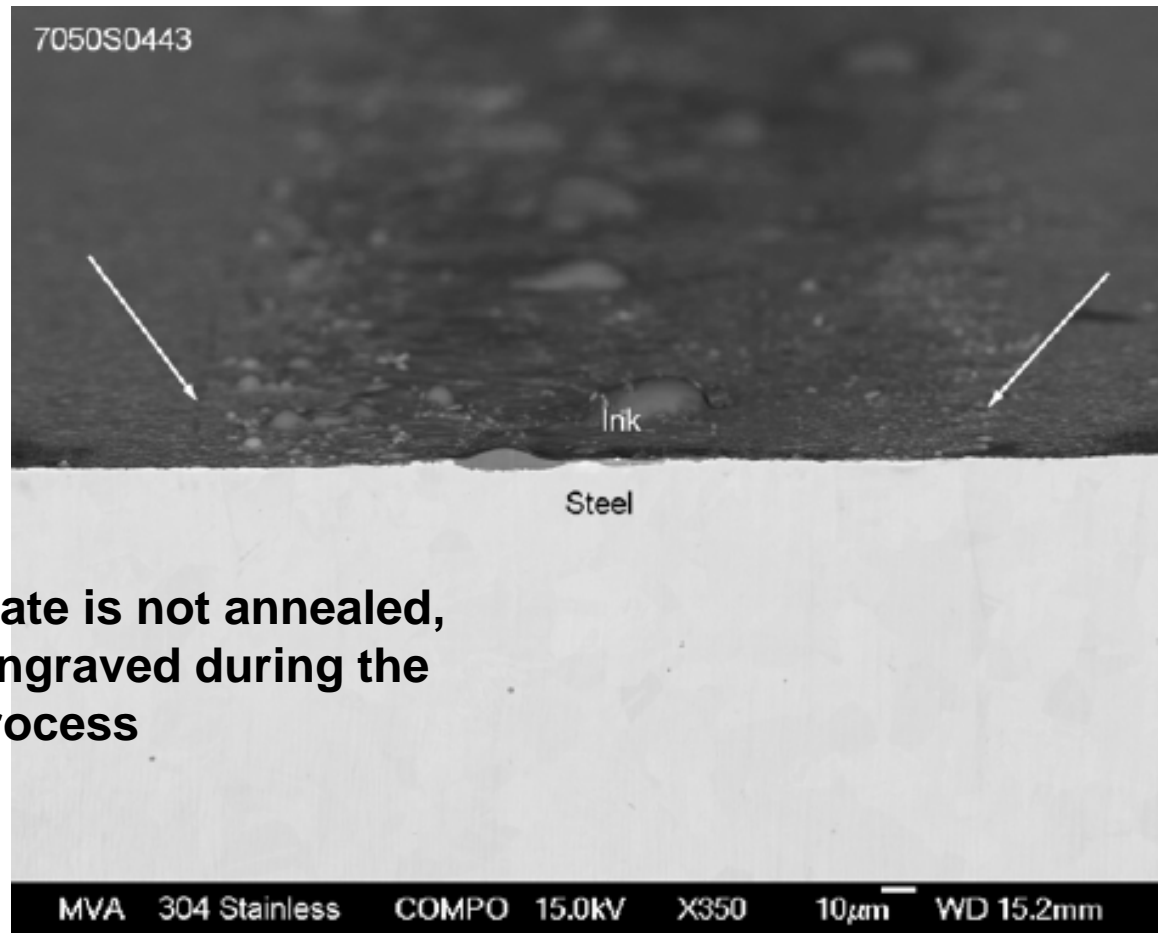 7050S0443
Ink
Steel
ate is not annealed,
ngraved during the
rocess
MVA 304 Stainless COMPO 15.0kV X350 10μm WD 15.2mm